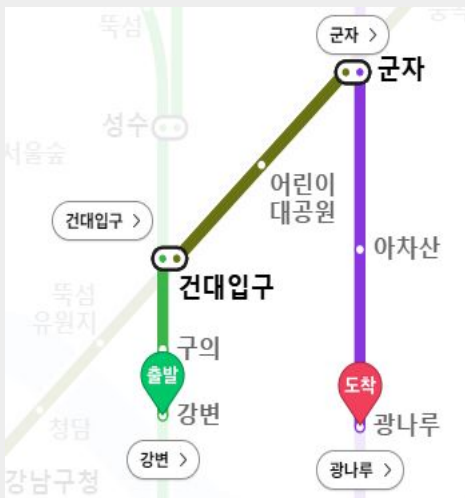 뚝섬
군자 >
군자
성수
서울숲
어린이
대공원
건대입구 >
아차산
건대입구
뚝섬
유원지
구의
출발
도착
강변
광나루
청담
강변 >
광나루 >
강남구청